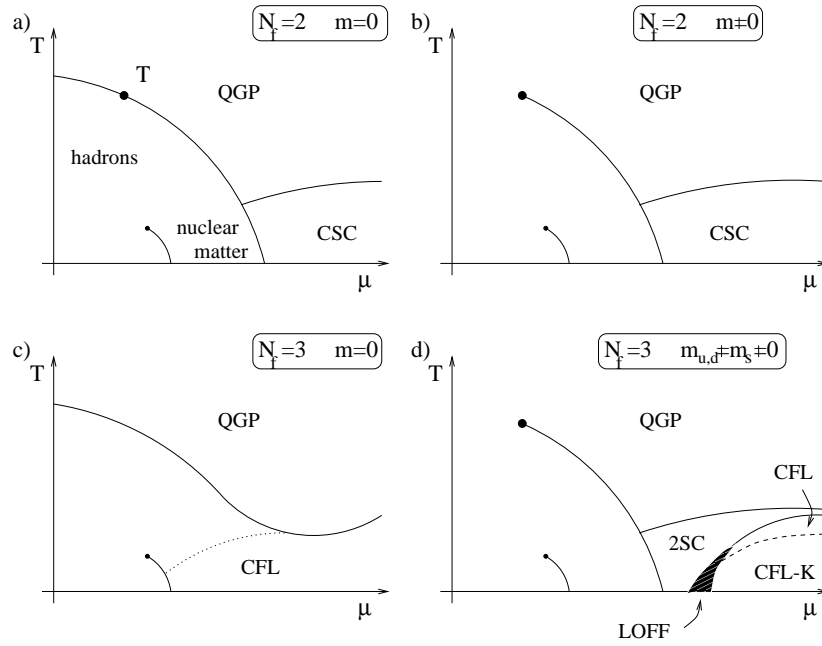 a)
N_f=2 m=0
T
T
QGP
hadrons
nuclear
matter
CSC
μ
b)
N_f=2 m≠0
T
QGP
CSC
μ
c)
N_f=3 m=0
T
QGP
CFL
μ
d)
N_f=3 m_{u,d}≠m_s≠0
T
QGP
CFL
2SC
CFL-K
μ
LOFF